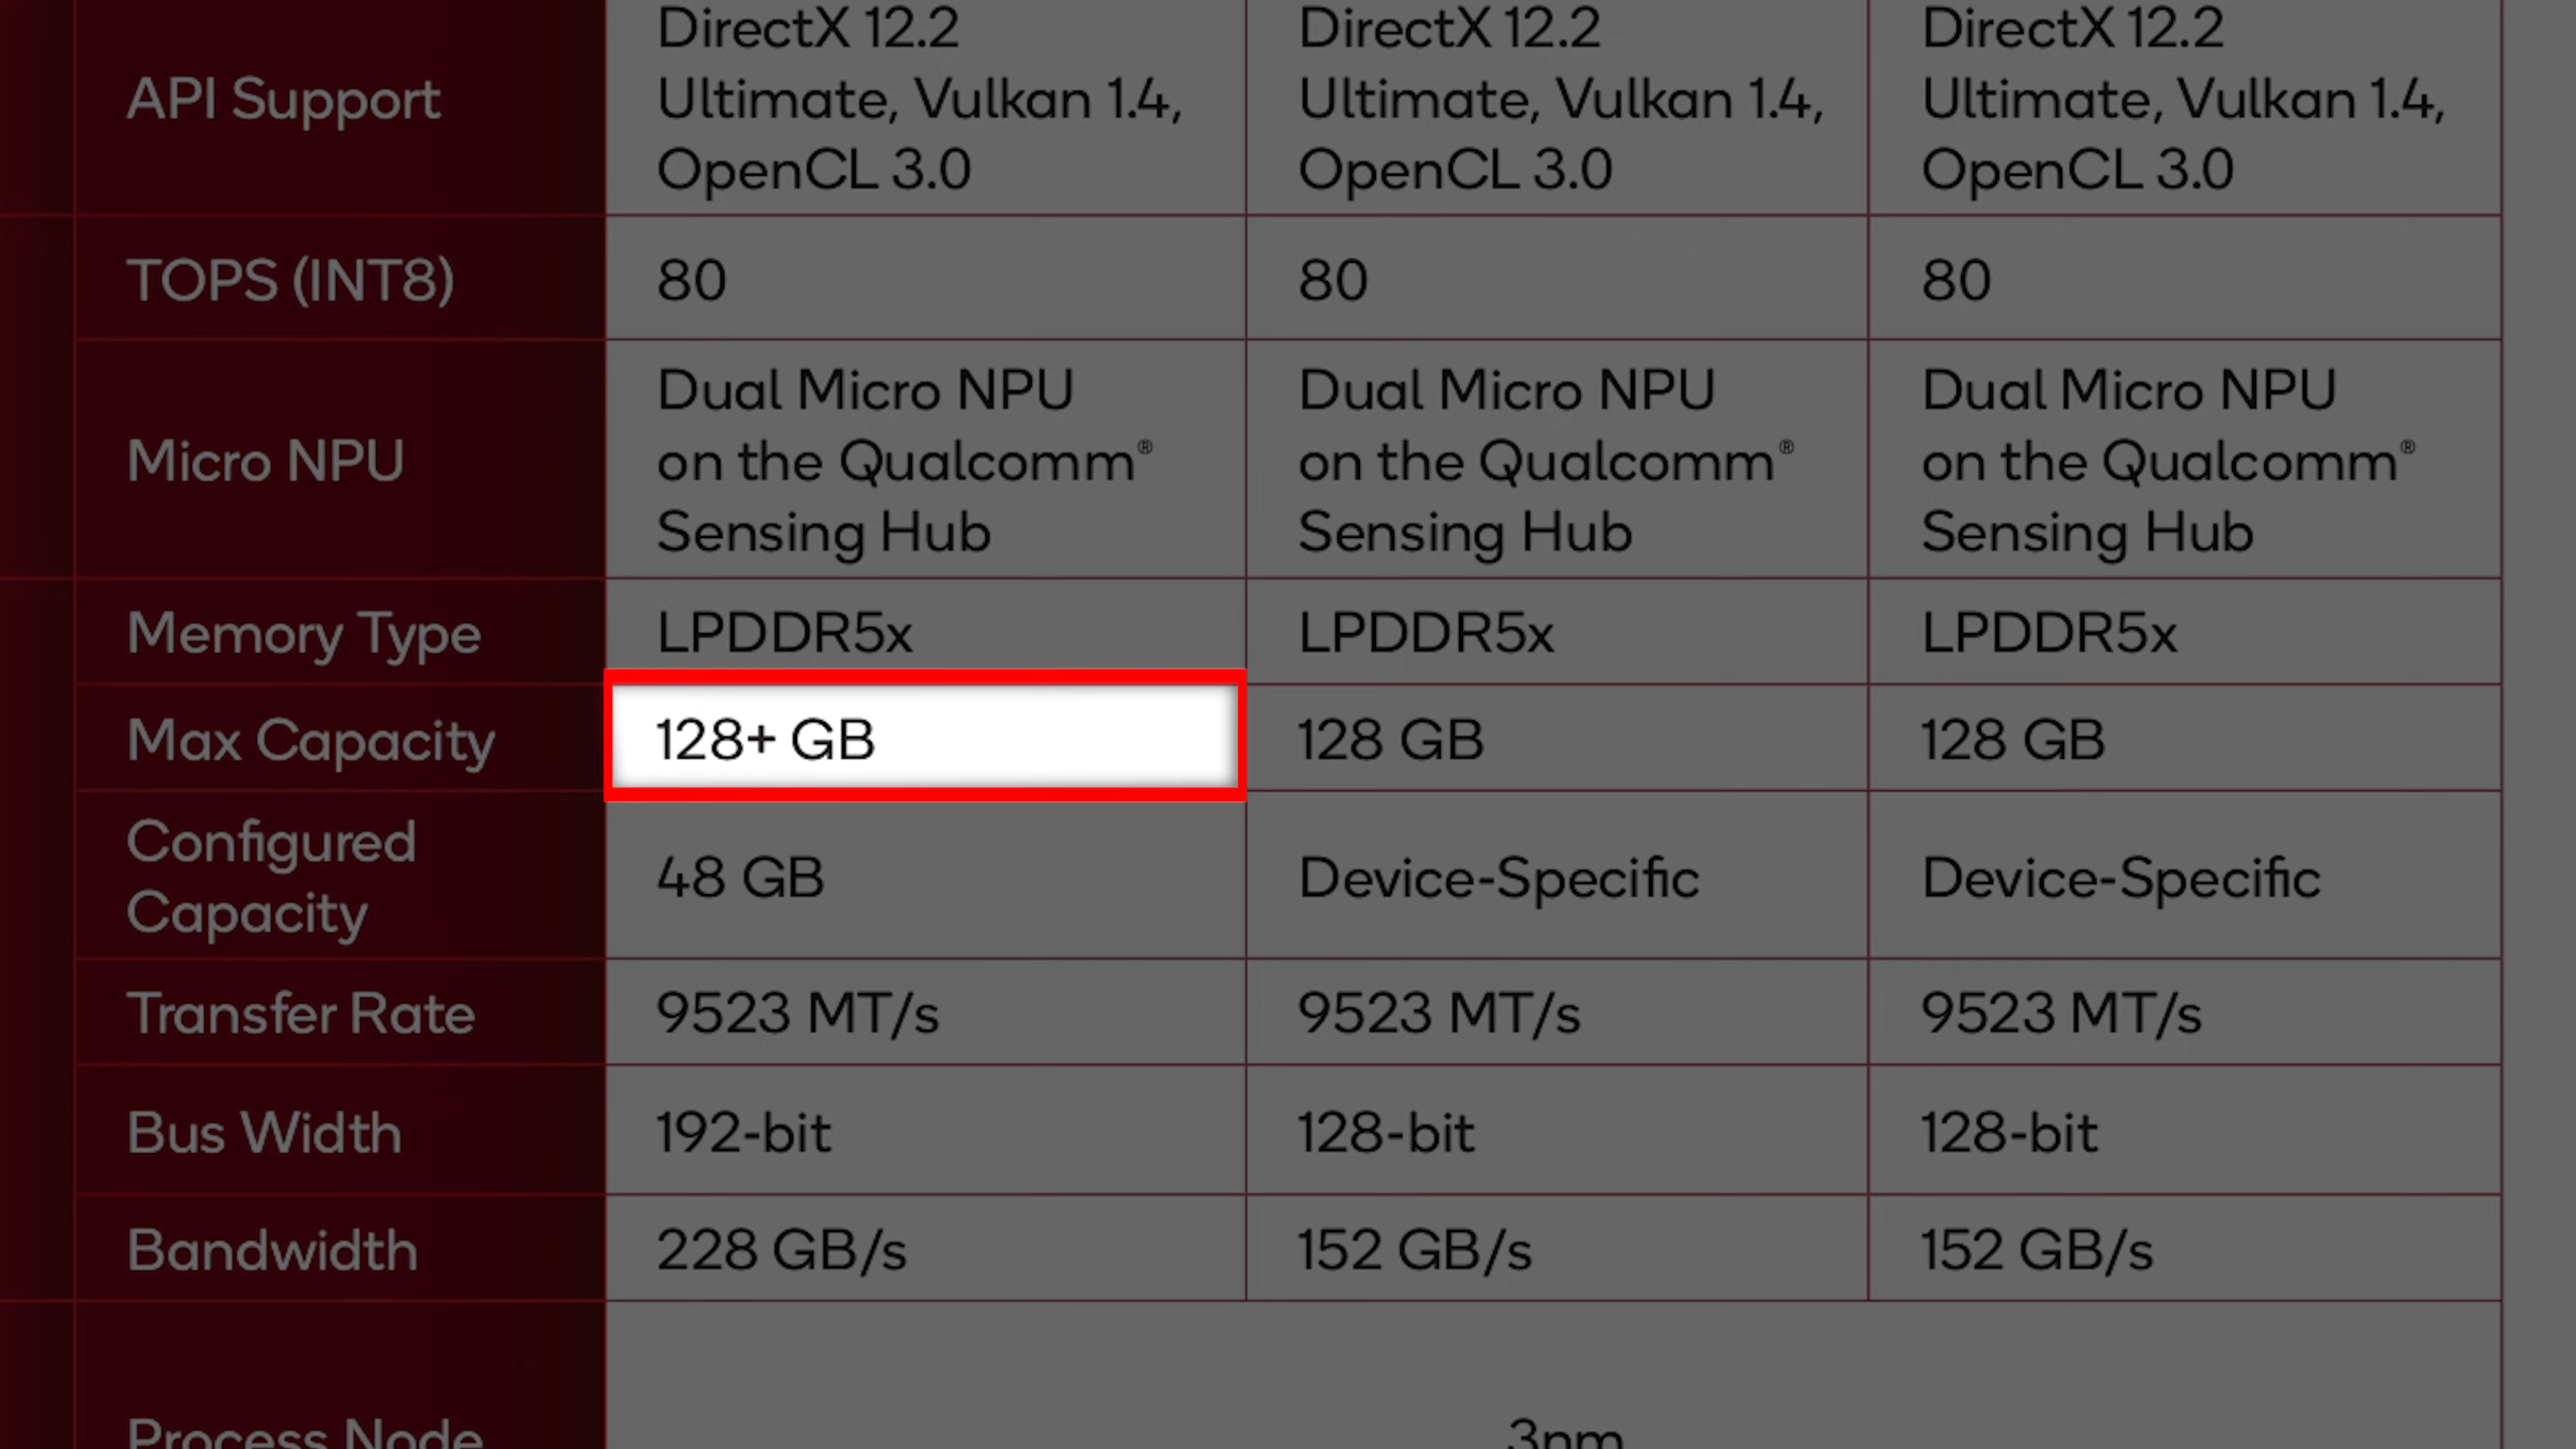 API Support
DirectX 12.2
Ultimate, Vulkan 1.4,
OpenCL 3.0
DirectX 12.2
Ultimate, Vulkan 1.4,
OpenCL 3.0
DirectX 12.2
Ultimate, Vulkan 1.4,
OpenCL 3.0
TOPS (INT8)
80
80
80
Micro NPU
Dual Micro NPU
on the Qualcomm®
Sensing Hub
Dual Micro NPU
on the Qualcomm®
Sensing Hub
Dual Micro NPU
on the Qualcomm®
Sensing Hub
Memory Type
LPDDR5x
LPDDR5x
LPDDR5x
Max Capacity
128+ GB
128 GB
128 GB
Configured
Capacity
48 GB
Device-Specific
Device-Specific
Transfer Rate
9523 MT/s
9523 MT/s
9523 MT/s
Bus Width
192-bit
128-bit
128-bit
Bandwidth
228 GB/s
152 GB/s
152 GB/s
Process Node
3nm